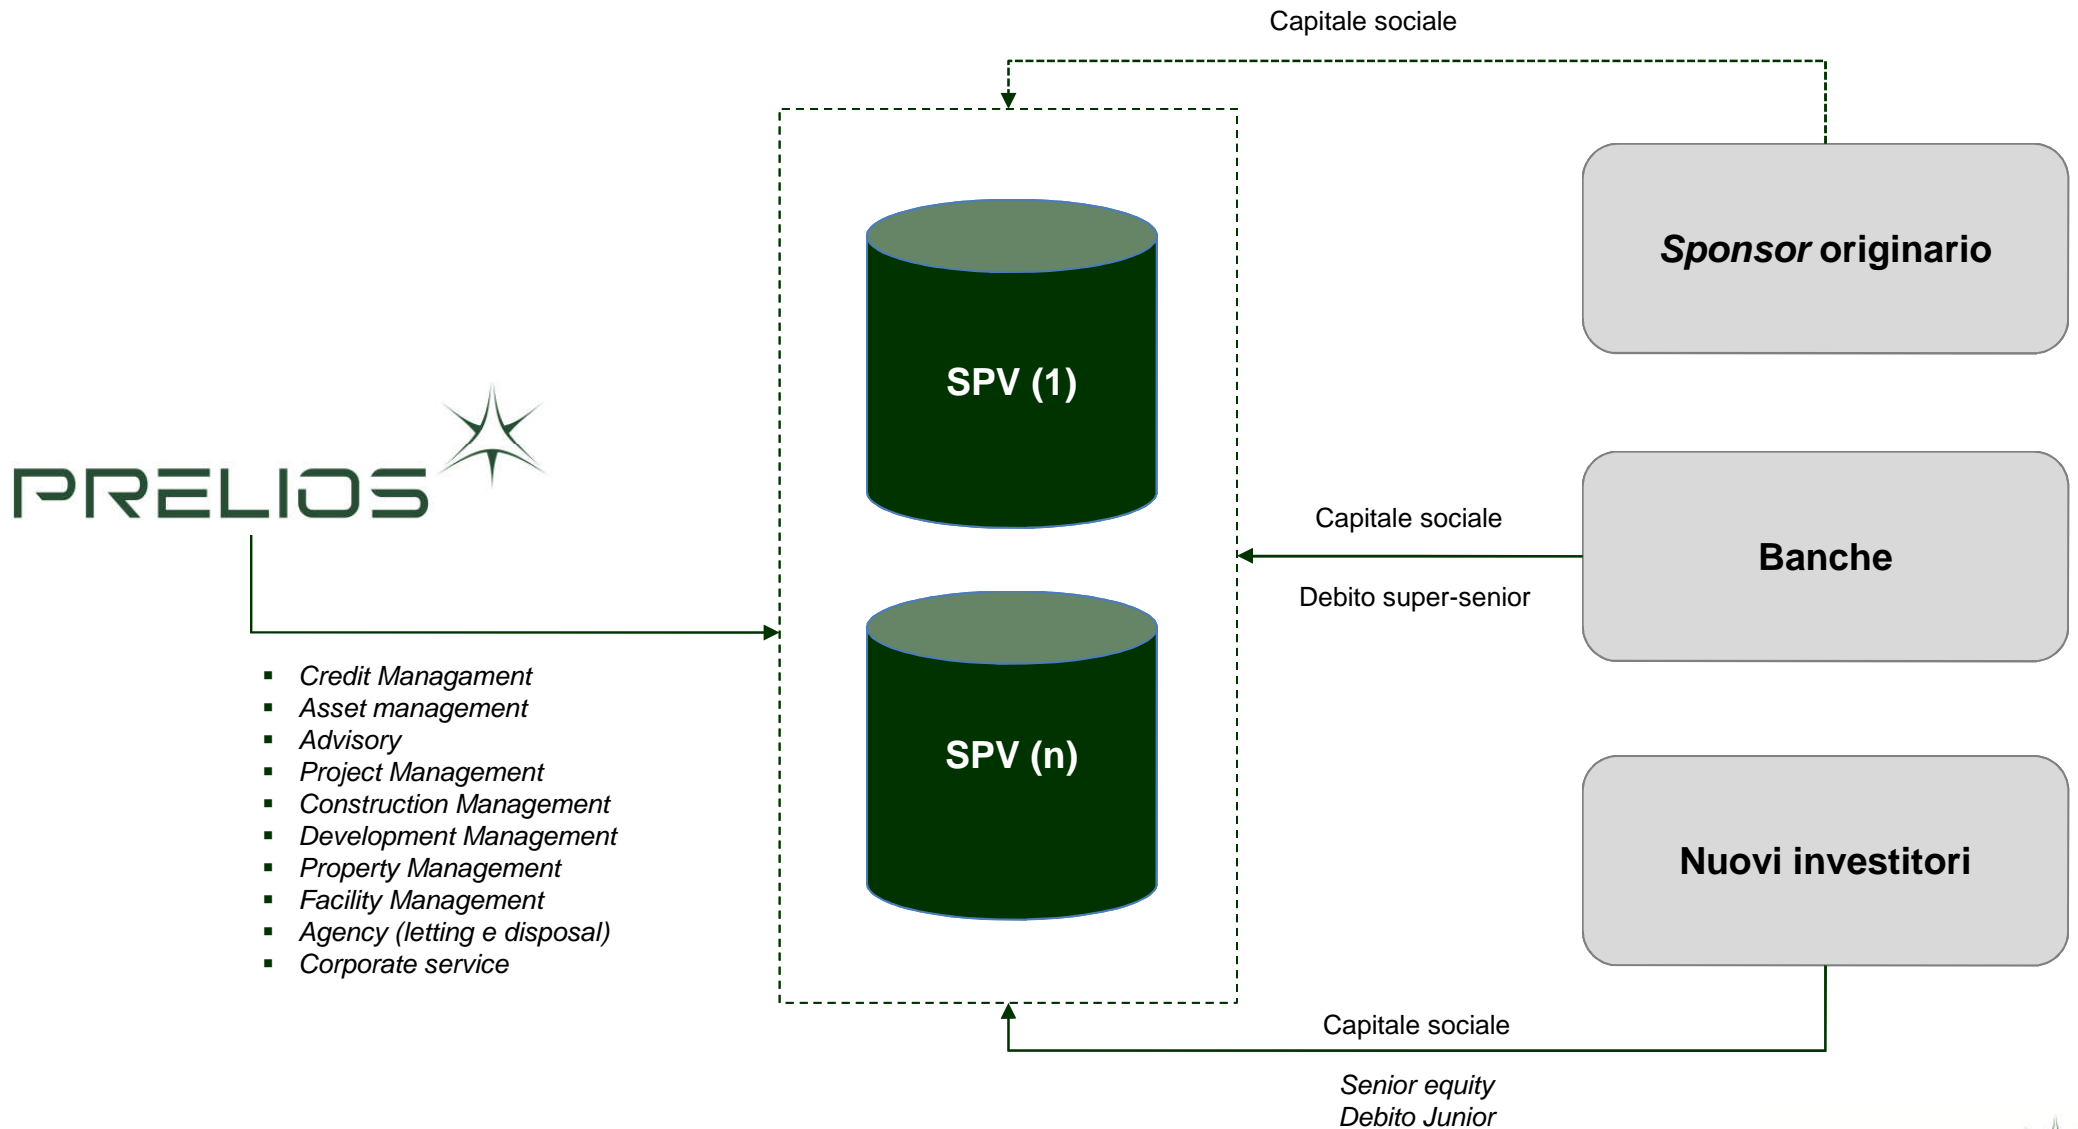 Capitale sociale
Sponsor originario
SPV (1)
PRELIOS
Capitale sociale
Banche
Debito super-senior
Credit Managament
Asset management
Advisory
Project Management
Construction Management
Development Management
Property Management
Facility Management
Agency (letting e disposal)
Corporate service
SPV (n)
Nuovi investitori
Capitale sociale
Senior equity
Debito Junior